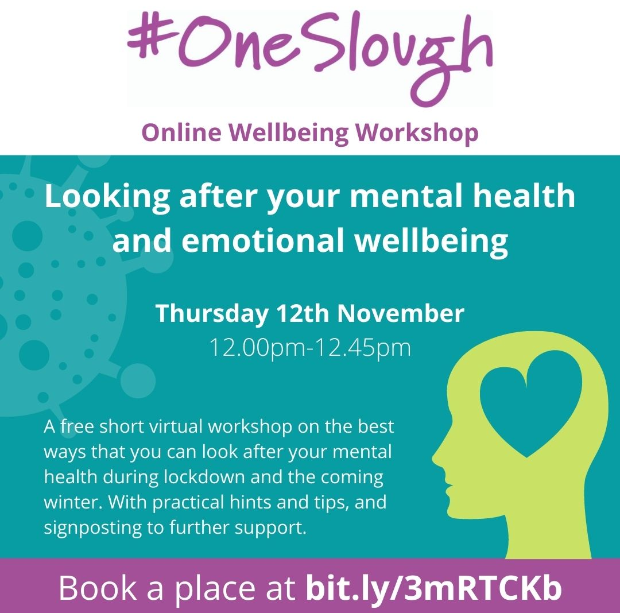 #OneSlough
Online Wellbeing Workshop
Looking after your mental health
and emotional wellbeing
Thursday 12th November
12.00pm-12.45pm
A free short virtual workshop on the best
ways that you can look after your mental
health during lockdown and the coming
winter. With practical hints and tips, and
signposting to further support.
Book a place at bit.ly/3mRTCKb